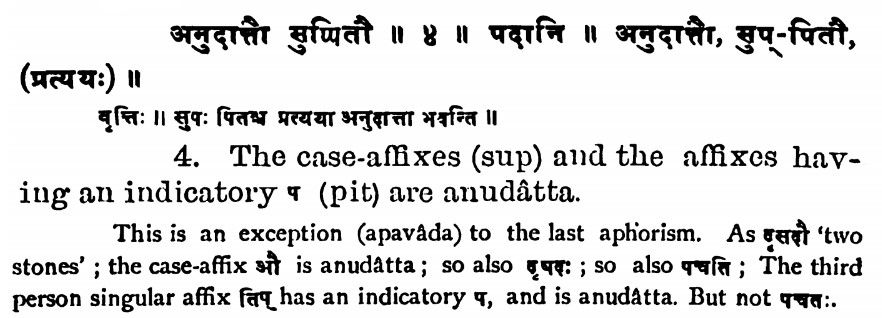 अनुदात्तौ सुप्पितौ ॥ ४ ॥ पदानि ॥ अनुदात्तौ, सुप्-पितौ,
(प्रत्ययः) ॥
वृत्तिः ॥ सुपः पितश्च प्रत्यया अनुदात्ता भवन्ति ॥
4. The case-affixes (sup) and the affixes hav-
ing an indicatory प (pit) are anudâtta.
This is an exception (apavâda) to the last aphorism. As दृसदौ 'two
stones' ; the case-affix औ is anudâtta ; so also दृषदः ; so also पचति ; The third
person singular affix तिप् has an indicatory प, and is anudâtta. But not पचतः.